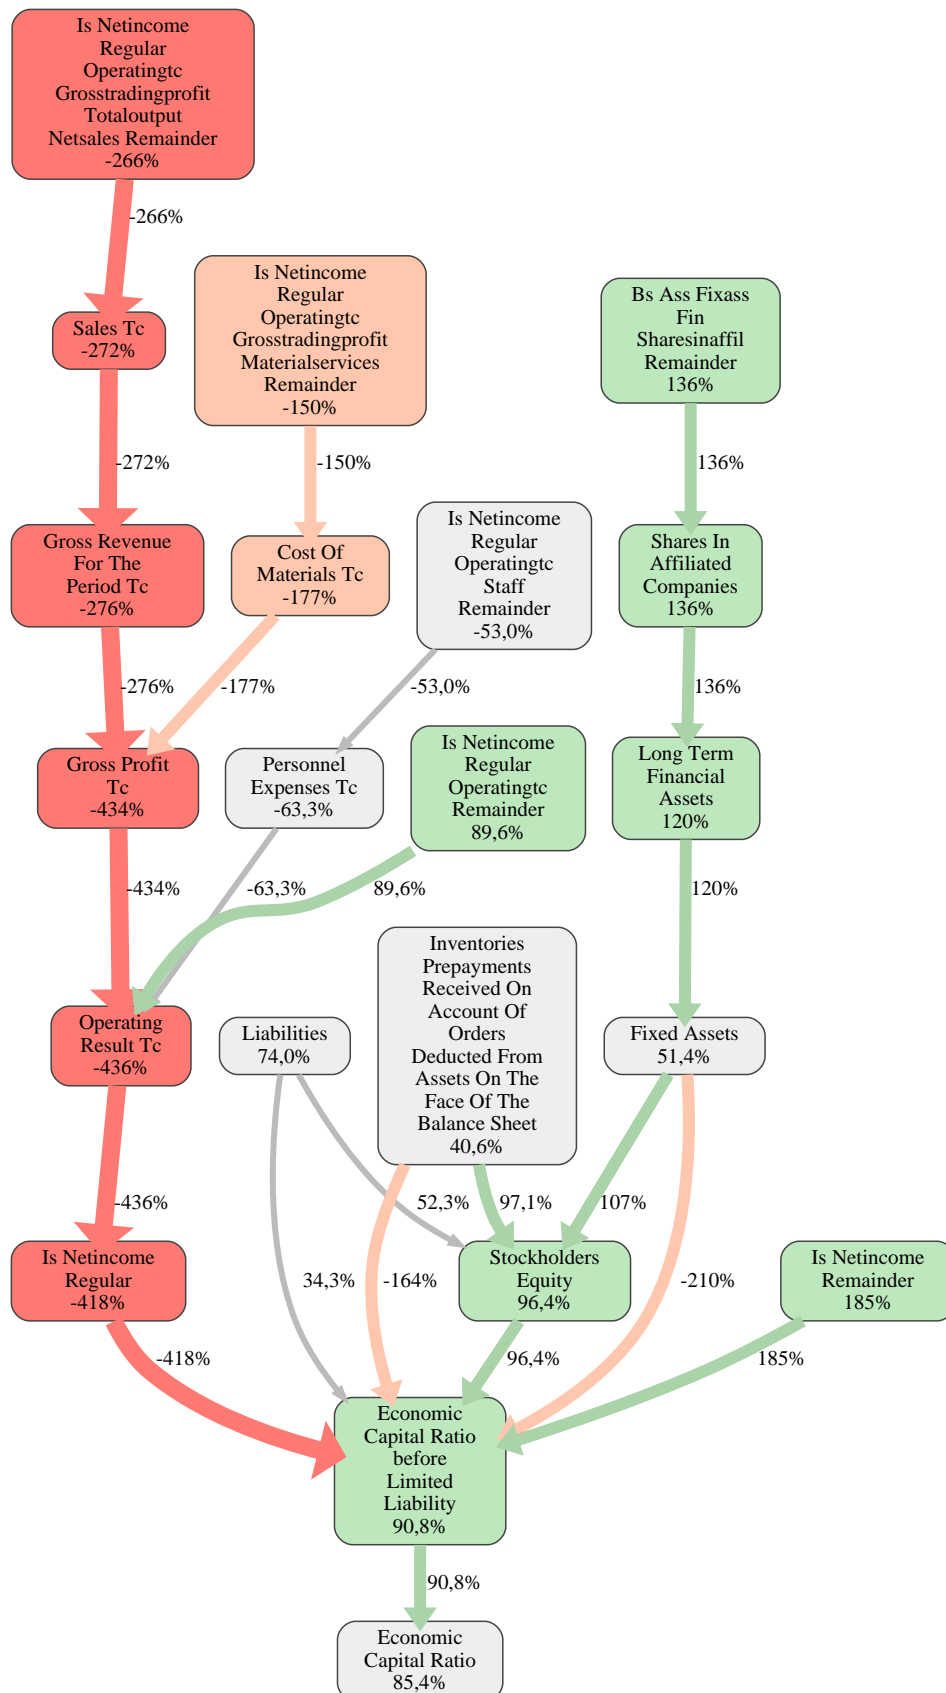 Is Netincome
Regular
Operatingtc
Grosstradingprofit
Totaloutput
Netsales Remainder
-266%
-266%
Sales Tc
-272%
Is Netincome
Regular
Operatingtc
Grosstradingprofit
Materialservices
Remainder
-150%
Bs Ass Fixass
Fin
Sharesinaffil
Remainder
136%
-272%
-150%
136%
Gross Revenue
For The
Period Tc
-276%
Cost Of
Materials Tc
-177%
Is Netincome
Regular
Operatingtc
Staff
Remainder
-53,0%
Shares In
Affiliated
Companies
136%
-276%
-177%
-53,0%
136%
Gross Profit
Tc
-434%
Personnel
Expenses Tc
-63,3%
Is Netincome
Regular
Operatingtc
Remainder
89,6%
Long Term
Financial
Assets
120%
-434%
-63,3%
89,6%
120%
Operating
Result Tc
-436%
Liabilities
74,0%
Inventories
Prepayments
Received On
Account Of
Orders
Deducted From
Assets On The
Face Of The
Balance Sheet
40,6%
Fixed Assets
51,4%
-436%
52,3%
97,1%
107%
Is Netincome
Regular
-418%
34,3%
-164%
Stockholders
Equity
96,4%
-210%
Is Netincome
Remainder
185%
-418%
96,4%
185%
Economic
Capital Ratio
before
Limited
Liability
90,8%
90,8%
Economic
Capital Ratio
85,4%